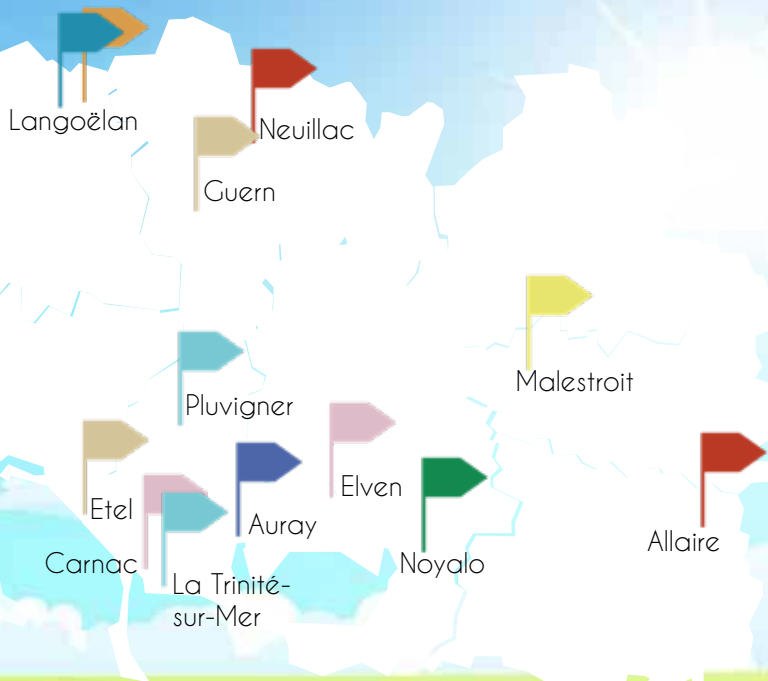 Langoëlan
Neuillac
Guern
Malestroit
Pluvigner
Elven
Etel
Auray
Allaire
Carnac
Noyalo
La Trinité-
sur-Mer